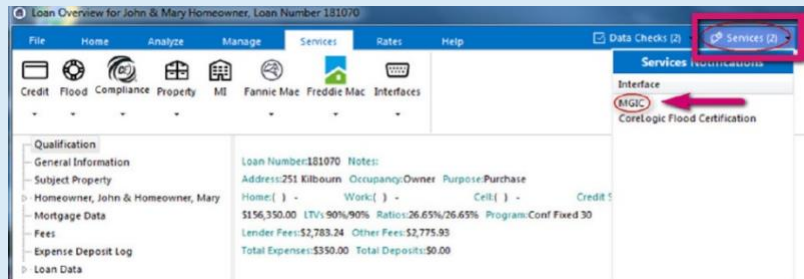 Loan Overview for John & Mary Homeowner, Loan Number 181070
File Home Analyze Manage Services Rates Help Data Checks (2) Services (2)
Services Notifications
Interface
MGIC
CoreLogic Flood Certification
Credit Flood Compliance Property MI Fannie Mae Freddie Mac Interfaces
Qualification
General Information
Subject Property
Homeowner, John & Homeowner, Mary
Mortgage Data
Fees
Expense Deposit Log
Loan Data
Loan Number:181070 Notes:
Address:251 Kilbourn Occupancy:Owner Purpose:Purchase
Home:( ) - Work:( ) - Cell:( ) - Credit
$156,350.00 LTVs:90%/90% Ratios:26.65%/26.65% Program:Conf Fixed 30
Lender Fees:$2,783.24 Other Fees:$2,775.93
Total Expenses:$350.00 Total Deposits:$0.00